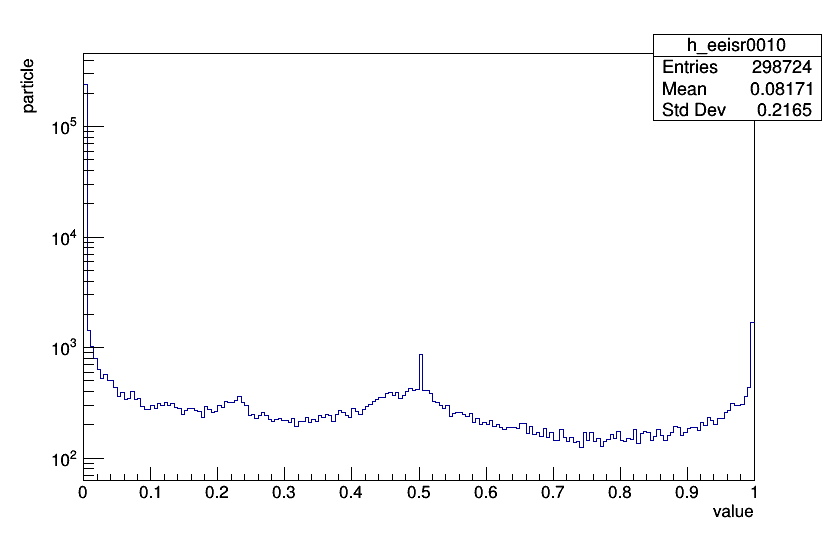 h_eeisr0010
Entries 298724
Mean 0.08171
Std Dev 0.2165
particle
10^5
10^4
10^3
10^2
0 0.1 0.2 0.3 0.4 0.5 0.6 0.7 0.8 0.9 1
value